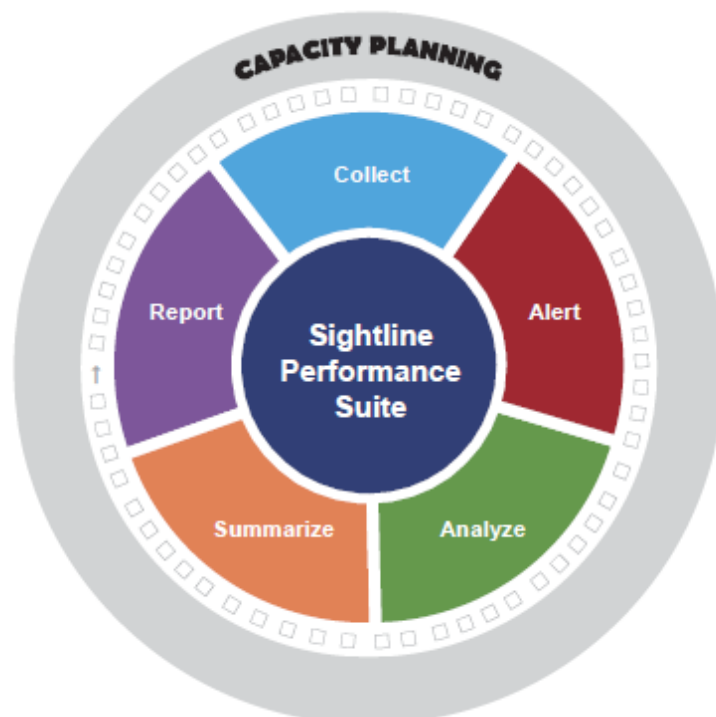 CAPACITY PLANNING
Collect
Report
Alert
Sightline
Performance
Suite
Summarize
Analyze